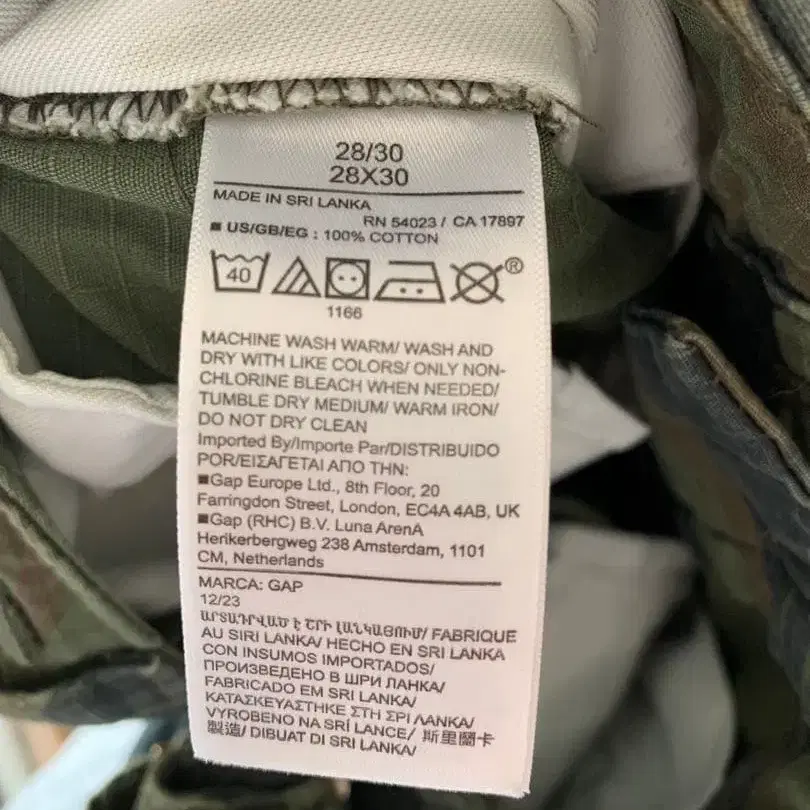 28/30
28X30
MADE IN SRI LANKA
RN 54023 / CA 17897
■ US/GB/EG : 100% COTTON
40
®
1166
MACHINE WASH WARM/ WASH AND
DRY WITH LIKE COLORS/ ONLY NON-
CHLORINE BLEACH WHEN NEEDED/
TUMBLE DRY MEDIUM/ WARM IRON/
DO NOT DRY CLEAN
Imported By/Importe Par/DISTRIBUIDO
POR/ΕΙΣΑΓΕΤΑΙ ΑΠΟ ΤΗΝ:
■Gap Europe Ltd., 8th Floor, 20
Farringdon Street, London, EC4A 4AB, UK
■Gap (RHC) B.V. Luna ArenA
Herikerbergweg 238 Amsterdam, 1101
CM, Netherlands
MARCA: GAP
12/23
ԱՐՏԱԴՐՎԱԾ Է ՇՐԻ ԼԱՆԿԱՅՈՒՄ/ FABRIQUE
AU SIRI LANKA/ HECHO EN SRI LANKA
CON INSUMOS IMPORTADOS/
ПРОИЗВЕДЕНО В ШРИ ЛАНКА/
FABRICADO EM SRI LANKA/
ΚΑΤΑΣΚΕΥΑΣΤΗΚΕ ΣΤΗ ΣΡΙ ΛΑΝΚΑ/
VYROBENO NA SRÍ LANCE/ 斯里蘭卡
製造/ DIBUAT DI SRI LANKA/